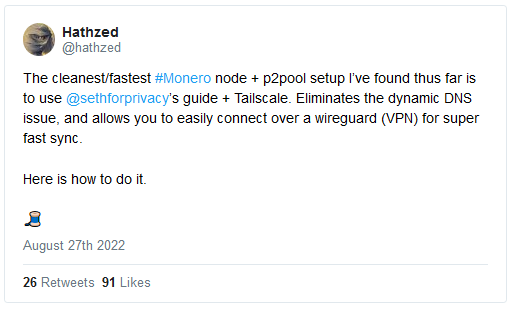 Hathzed
@hathzed
The cleanest/fastest #Monero node + p2pool setup I've found thus far is
to use @sethforprivacy's guide + Tailscale. Eliminates the dynamic DNS
issue, and allows you to easily connect over a wireguard (VPN) for super
fast sync.
Here is how to do it.
August 27th 2022
26 Retweets 91 Likes